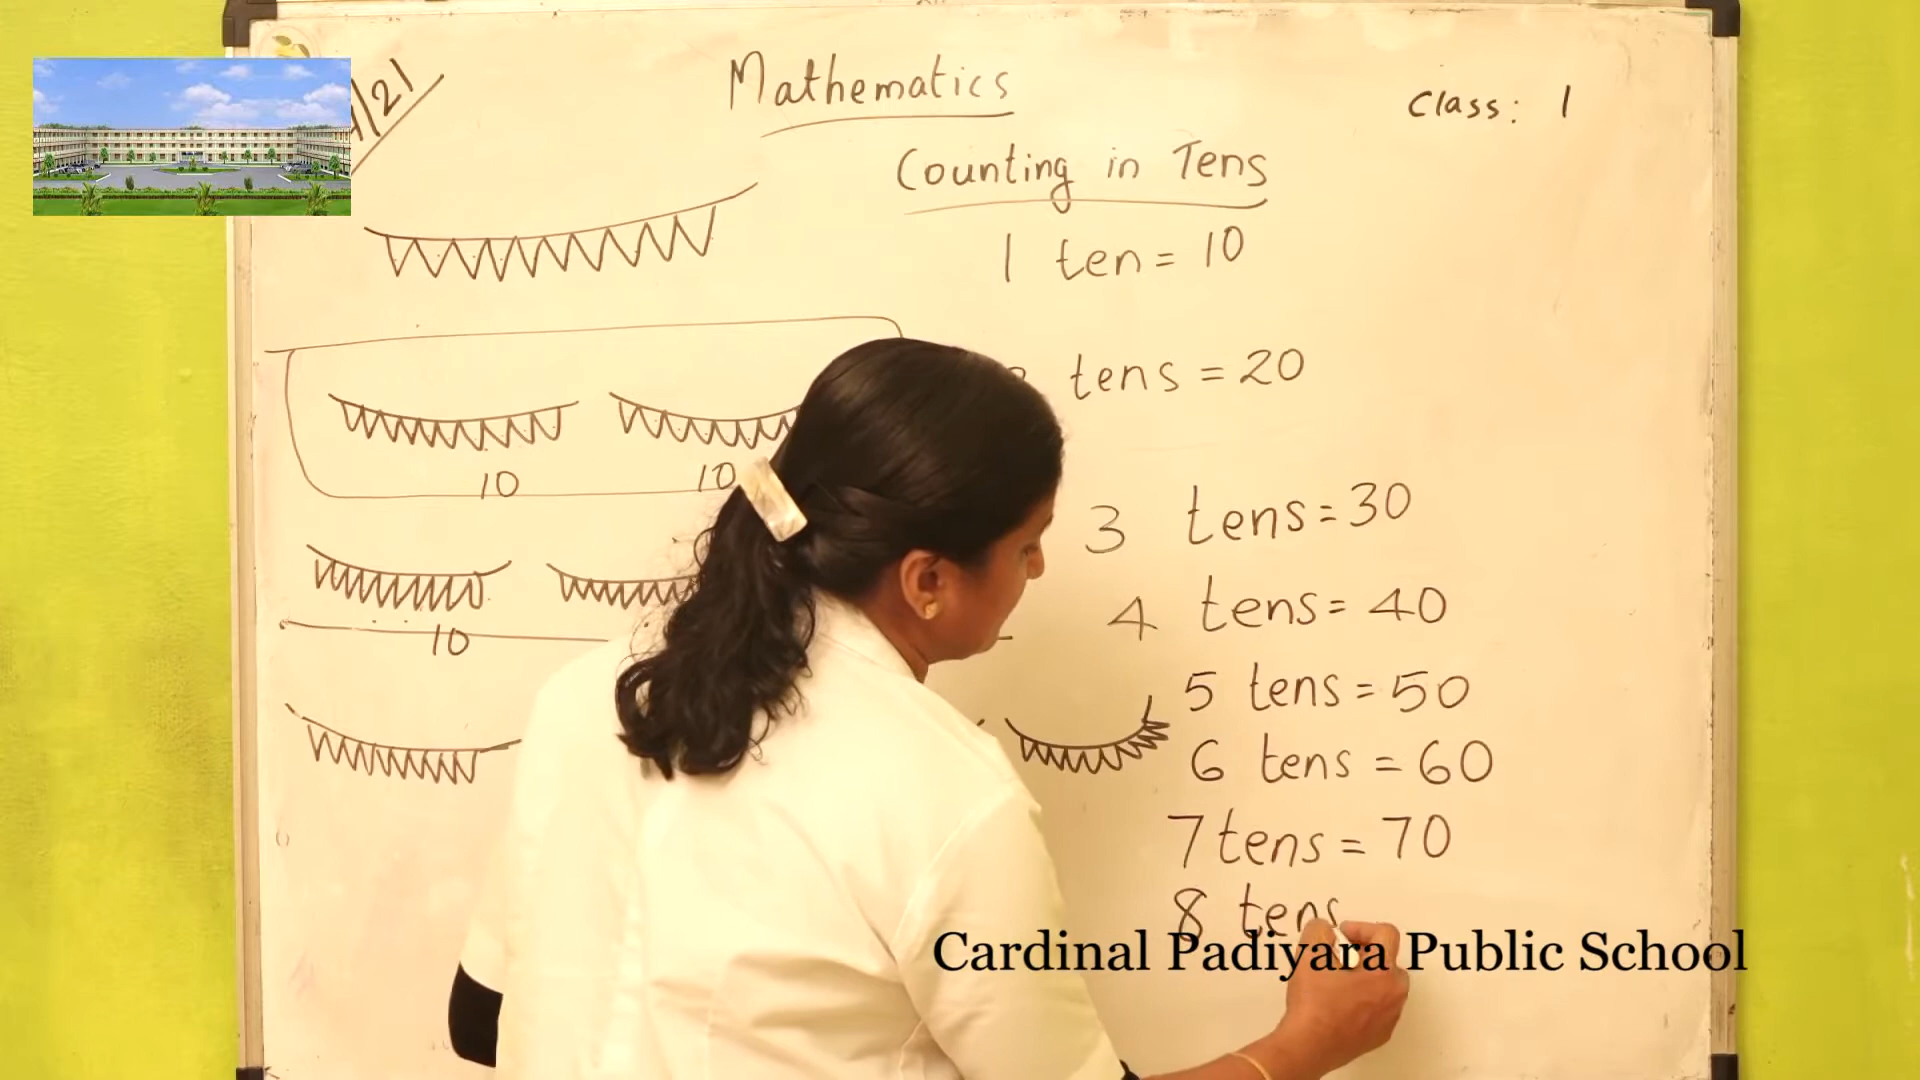 /21
Mathematics
Class: 1
Counting in Tens
1 ten = 10
tens = 20
10 10
3 tens = 30
4 tens = 40
10
5 tens = 50
6 tens = 60
7 tens = 70
8 tens
Cardinal Padiyara Public School